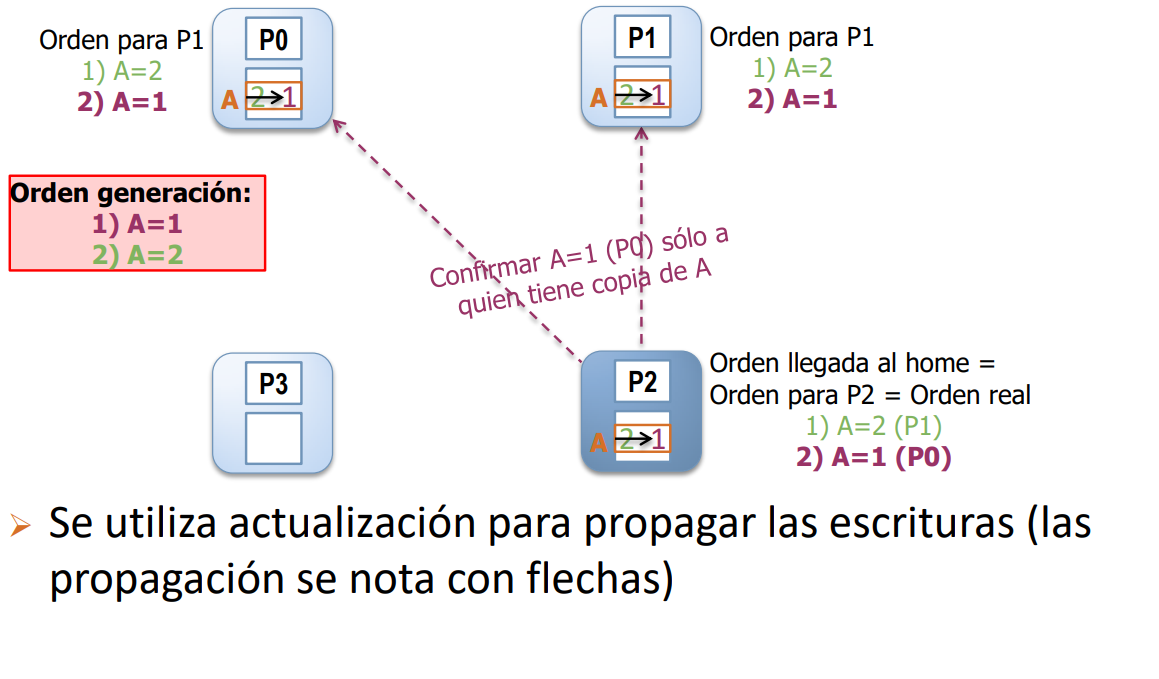 Orden para P1
1) A=2
2) A=1
P0
A 2 1
P1
A 2 1
Orden para P1
1) A=2
2) A=1
Orden generación:
1) A=1
2) A=2
Confirmar A=1 (P0) sólo a
quien tiene copia de A
P3
P2
A 2 1
Orden llegada al home =
Orden para P2 = Orden real
1) A=2 (P1)
2) A=1 (P0)
➢ Se utiliza actualización para propagar las escrituras (las
propagación se nota con flechas)